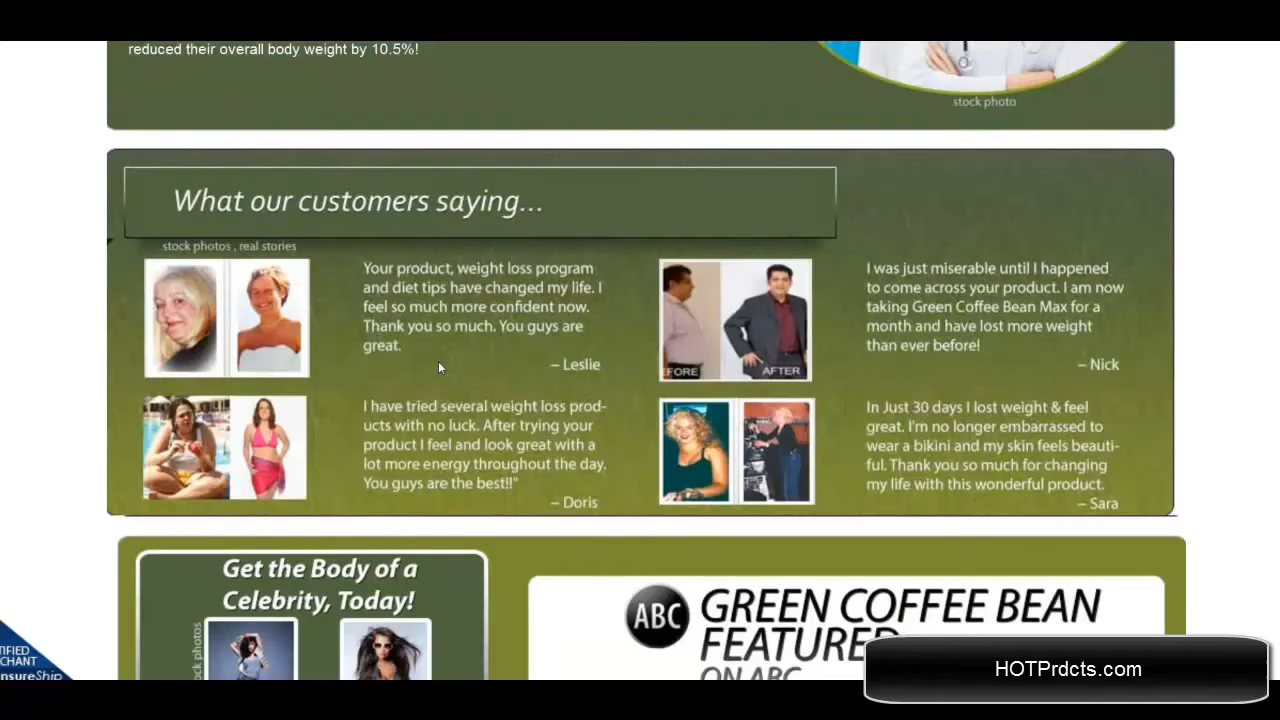 reduced their overall body weight by 10.5%!
stock photo
What our customers saying...
stock photos , real stories
Your product, weight loss program
and diet tips have changed my life. I
feel so much more confident now.
Thank you so much. You guys are
great.
– Leslie
I was just miserable until I happened
to come across your product. I am now
taking Green Coffee Bean Max for a
month and have lost more weight
than ever before!
– Nick
EFORE
AFTER
I have tried several weight loss prod-
ucts with no luck. After trying your
product I feel and look great with a
lot more energy throughout the day.
You guys are the best!!"
– Doris
In Just 30 days I lost weight & feel
great. I'm no longer embarrassed to
wear a bikini and my skin feels beauti-
ful. Thank you so much for changing
my life with this wonderful product.
– Sara
Get the Body of a
Celebrity, Today!
ock photos
ABC
GREEN COFFEE BEAN
FEATURED
ON ABC
TIFIED
CHANT
nsureShip
HOTPrdcts.com